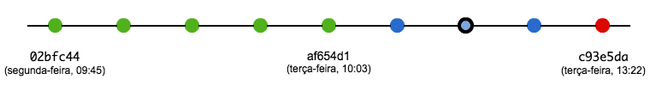 02bfc44
(segunda-feira, 09:45)
af654d1
(terça-feira, 10:03)
c93e5da
(terça-feira, 13:22)